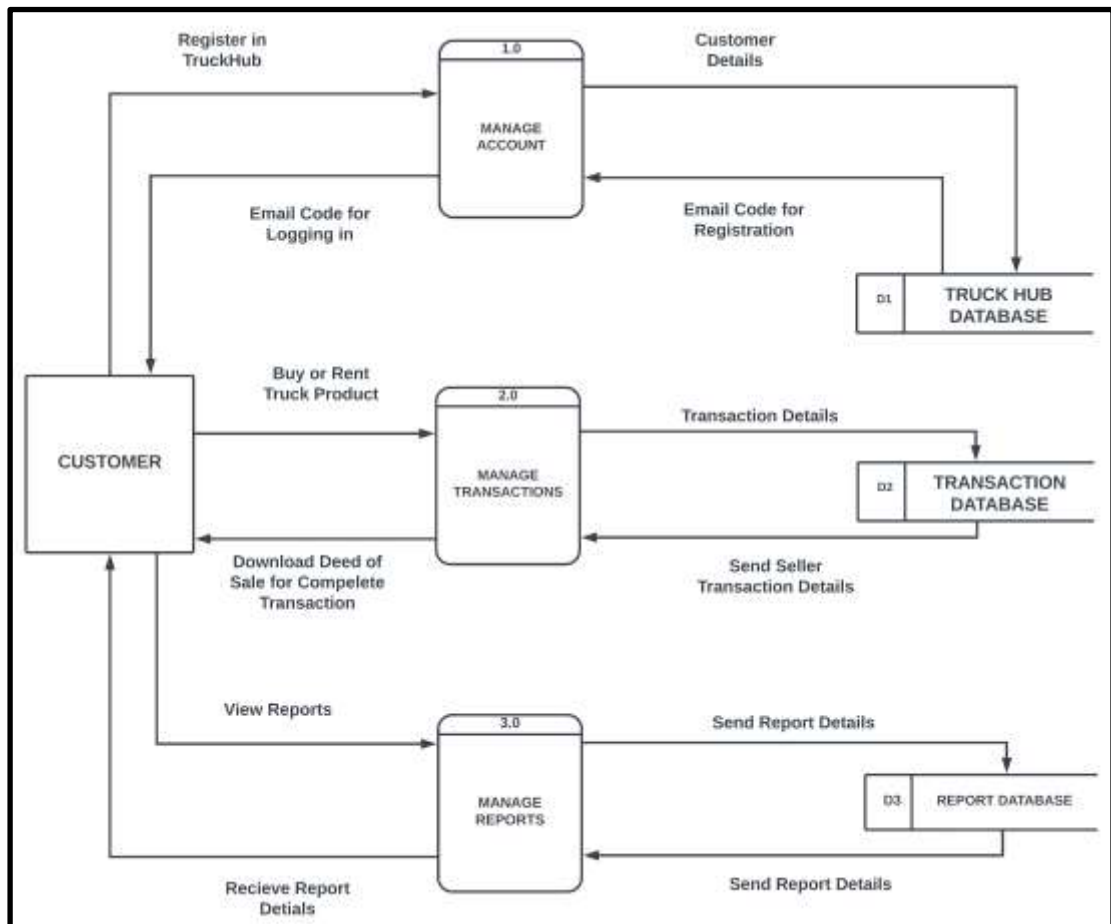 Register in
TruckHub
1.0
Customer
Details
MANAGE
ACCOUNT
Email Code for
Logging in
Email Code for
Registration
D1
TRUCK HUB
DATABASE
Buy or Rent
Truck Product
2.0
Transaction Details
CUSTOMER
MANAGE
TRANSACTIONS
D2
TRANSACTION
DATABASE
Download Deed of
Sale for Compelete
Transaction
Send Seller
Transaction Details
View Reports
3.0
Send Report Details
MANAGE
REPORTS
D3
REPORT DATABASE
Recieve Report
Detials
Send Report Details